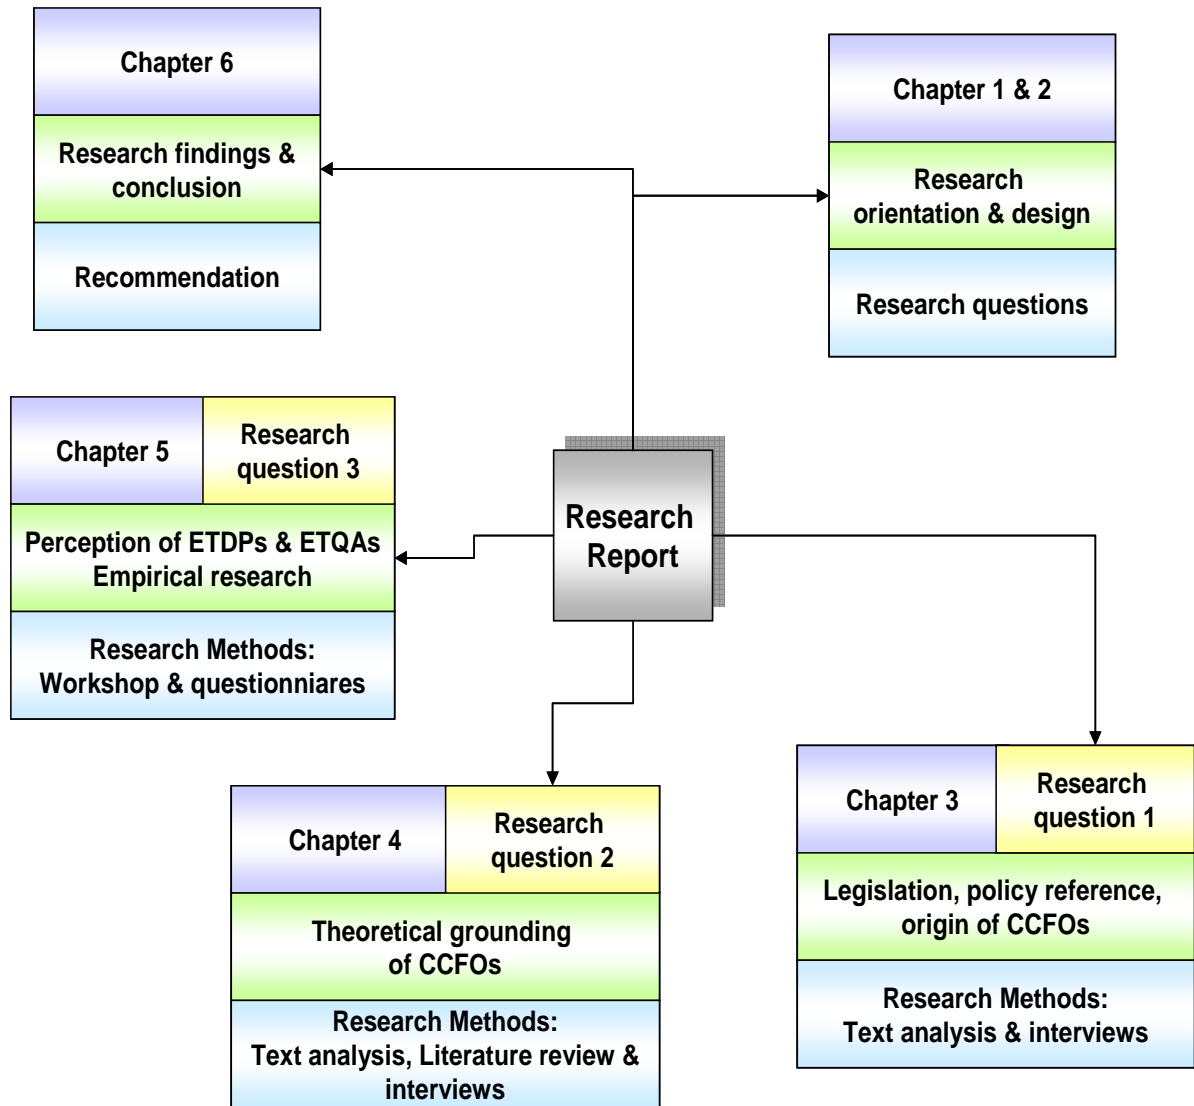 Chapter 6
Research findings &
conclusion
Recommendation
Chapter 1 & 2
Research
orientation & design
Research questions
Chapter 5
Research
question 3
Perception of ETDPs & ETQAs
Empirical research
Research Methods:
Workshop & questionniares
Research
Report
Chapter 4
Research
question 2
Theoretical grounding
of CCFOs
Research Methods:
Text analysis, Literature review &
interviews
Chapter 3
Research
question 1
Legislation, policy reference,
origin of CCFOs
Research Methods:
Text analysis & interviews